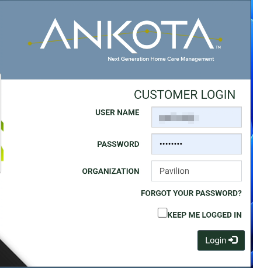 ANKOTA™
Next Generation Home Care Management
CUSTOMER LOGIN
USER NAME
PASSWORD ••••••••
ORGANIZATION Pavilion
FORGOT YOUR PASSWORD?
KEEP ME LOGGED IN
Login